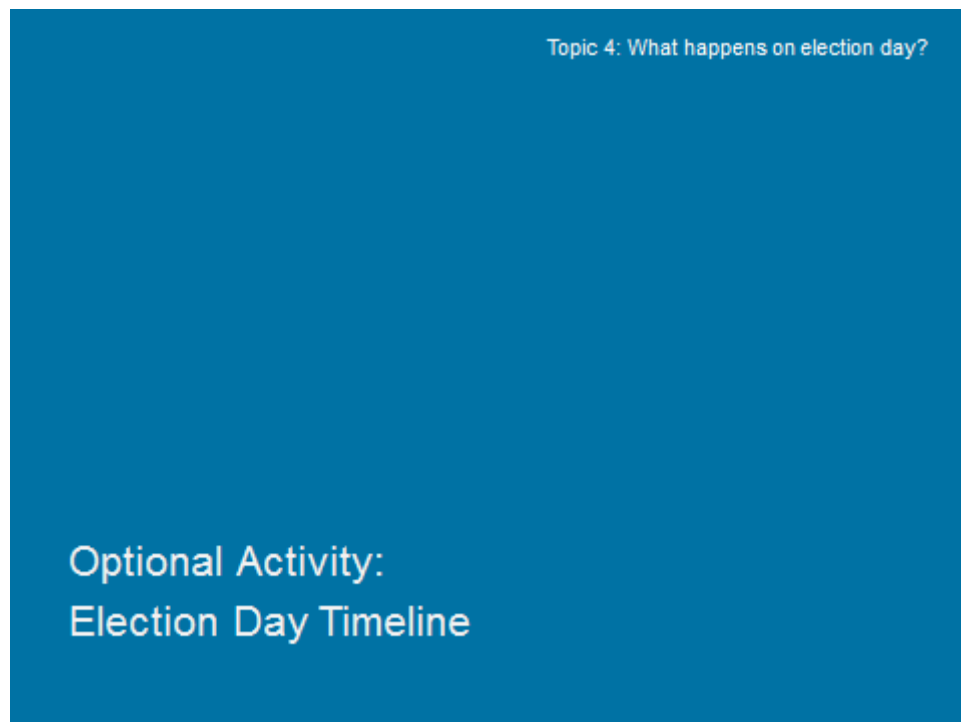 Topic 4: What happens on election day?
Optional Activity:
Election Day Timeline